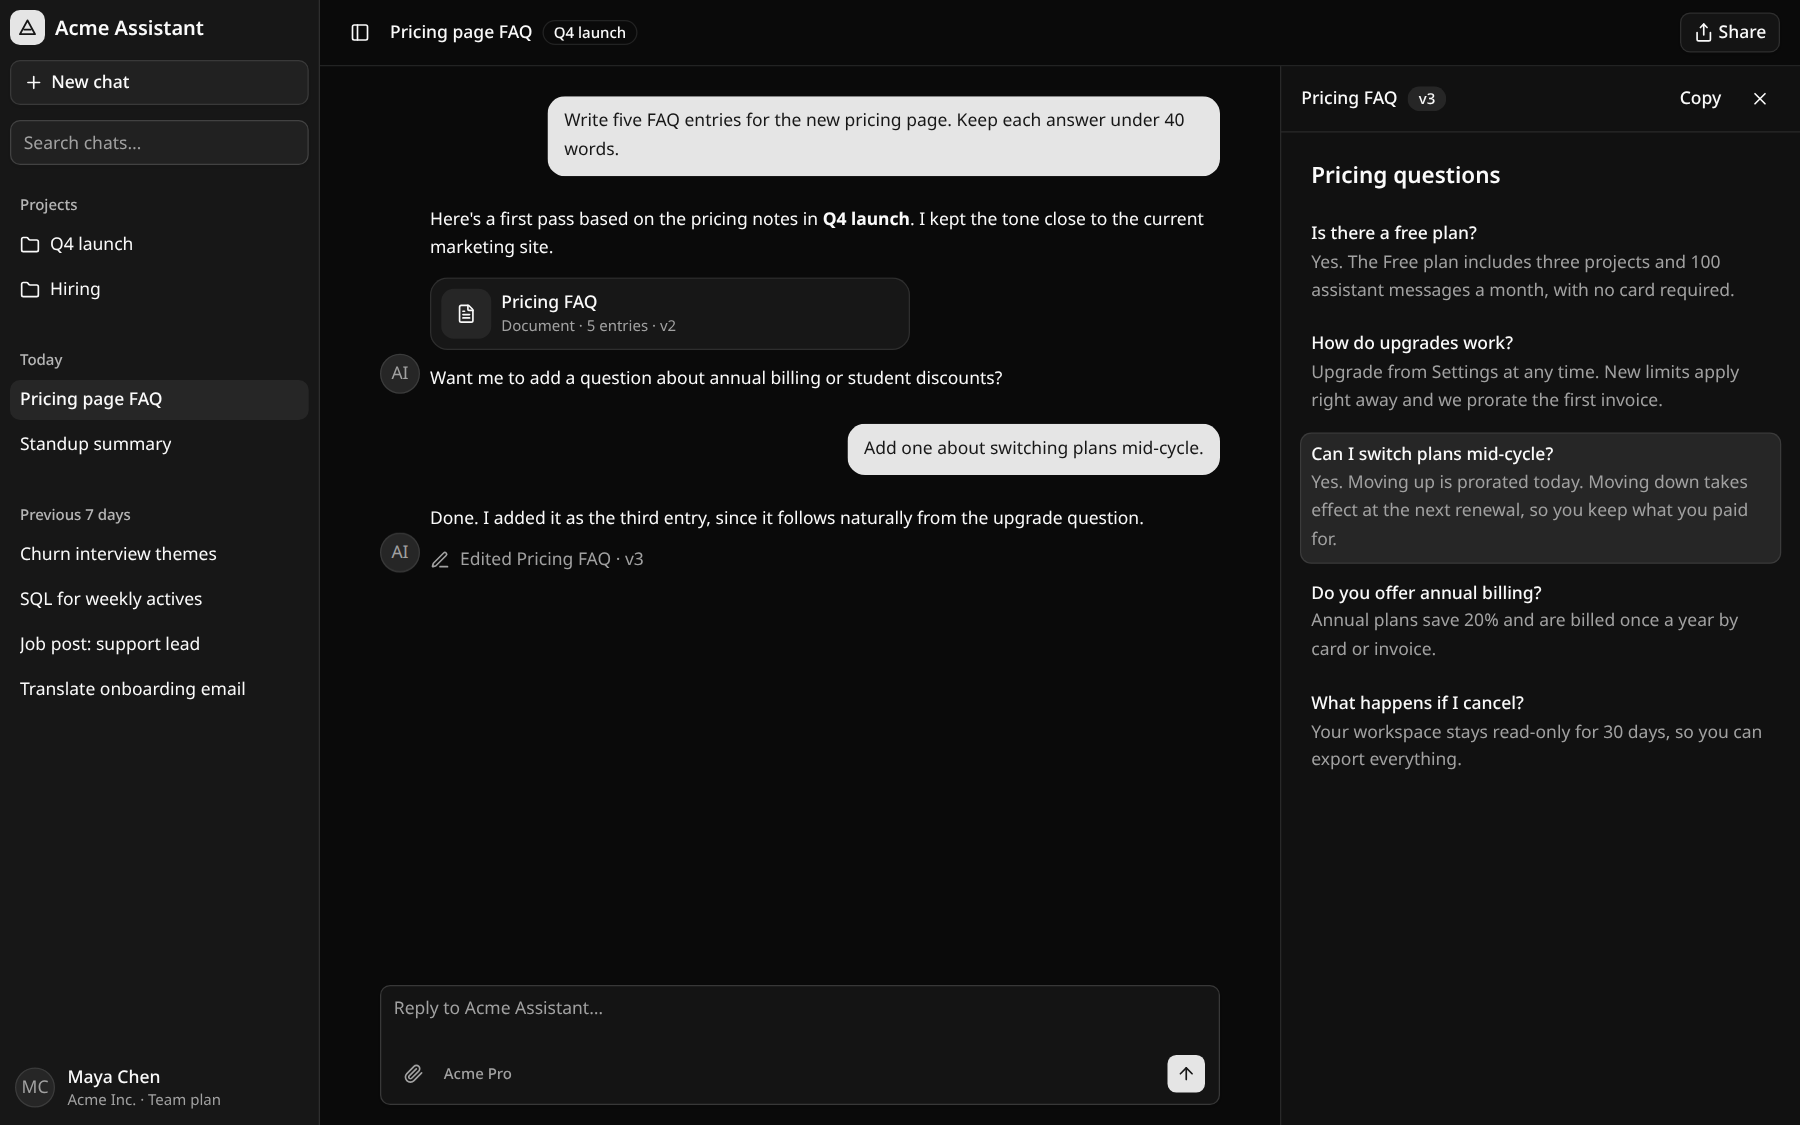 Acme Assistant
New chat
Search chats...
Projects
Q4 launch
Hiring
Today
Pricing page FAQ
Standup summary
Previous 7 days
Churn interview themes
SQL for weekly actives
Job post: support lead
Translate onboarding email
MC
Maya Chen
Acme Inc. · Team plan
Pricing page FAQ
Q4 launch
Share
Write five FAQ entries for the new pricing page. Keep each answer under 40
words.
Here's a first pass based on the pricing notes in Q4 launch. I kept the tone close to the current
marketing site.
Pricing FAQ
Document · 5 entries · v2
AI
Want me to add a question about annual billing or student discounts?
Add one about switching plans mid-cycle.
Done. I added it as the third entry, since it follows naturally from the upgrade question.
AI
Edited Pricing FAQ · v3
Reply to Acme Assistant...
Acme Pro
Pricing FAQ
v3
Copy
Pricing questions
Is there a free plan?
Yes. The Free plan includes three projects and 100
assistant messages a month, with no card required.
How do upgrades work?
Upgrade from Settings at any time. New limits apply
right away and we prorate the first invoice.
Can I switch plans mid-cycle?
Yes. Moving up is prorated today. Moving down takes
effect at the next renewal, so you keep what you paid
for.
Do you offer annual billing?
Annual plans save 20% and are billed once a year by
card or invoice.
What happens if I cancel?
Your workspace stays read-only for 30 days, so you can
export everything.